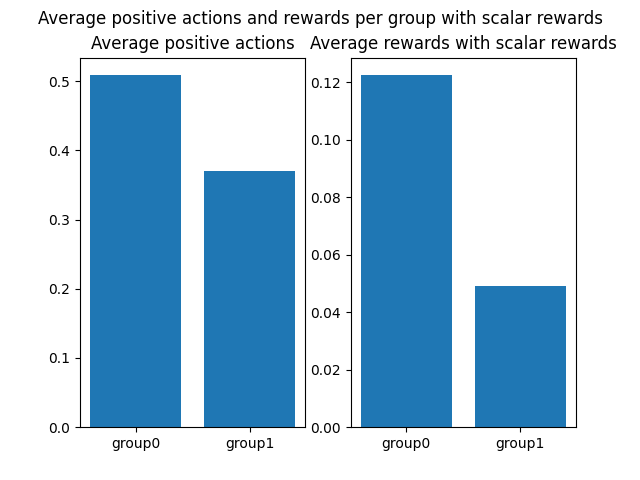 Average positive actions and rewards per group with scalar rewards
Average positive actions
0.5
0.4
0.3
0.2
0.1
0.0
group0 group1
Average rewards with scalar rewards
0.12
0.10
0.08
0.06
0.04
0.02
0.00
group0 group1